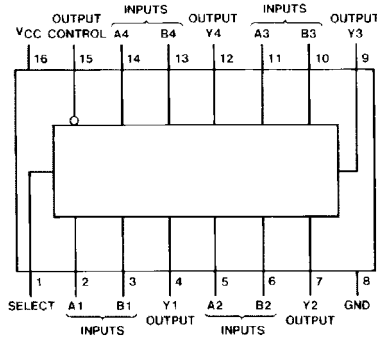 INPUTS INPUTS
OUTPUT OUTPUT OUTPUT
VCC CONTROL A4 B4 Y4 A3 B3 Y3
16 15 14 13 12 11 10 9
1 2 3 4 5 6 7 8
SELECT A1 B1 Y1 A2 B2 Y2 GND
OUTPUT OUTPUT
INPUTS INPUTS